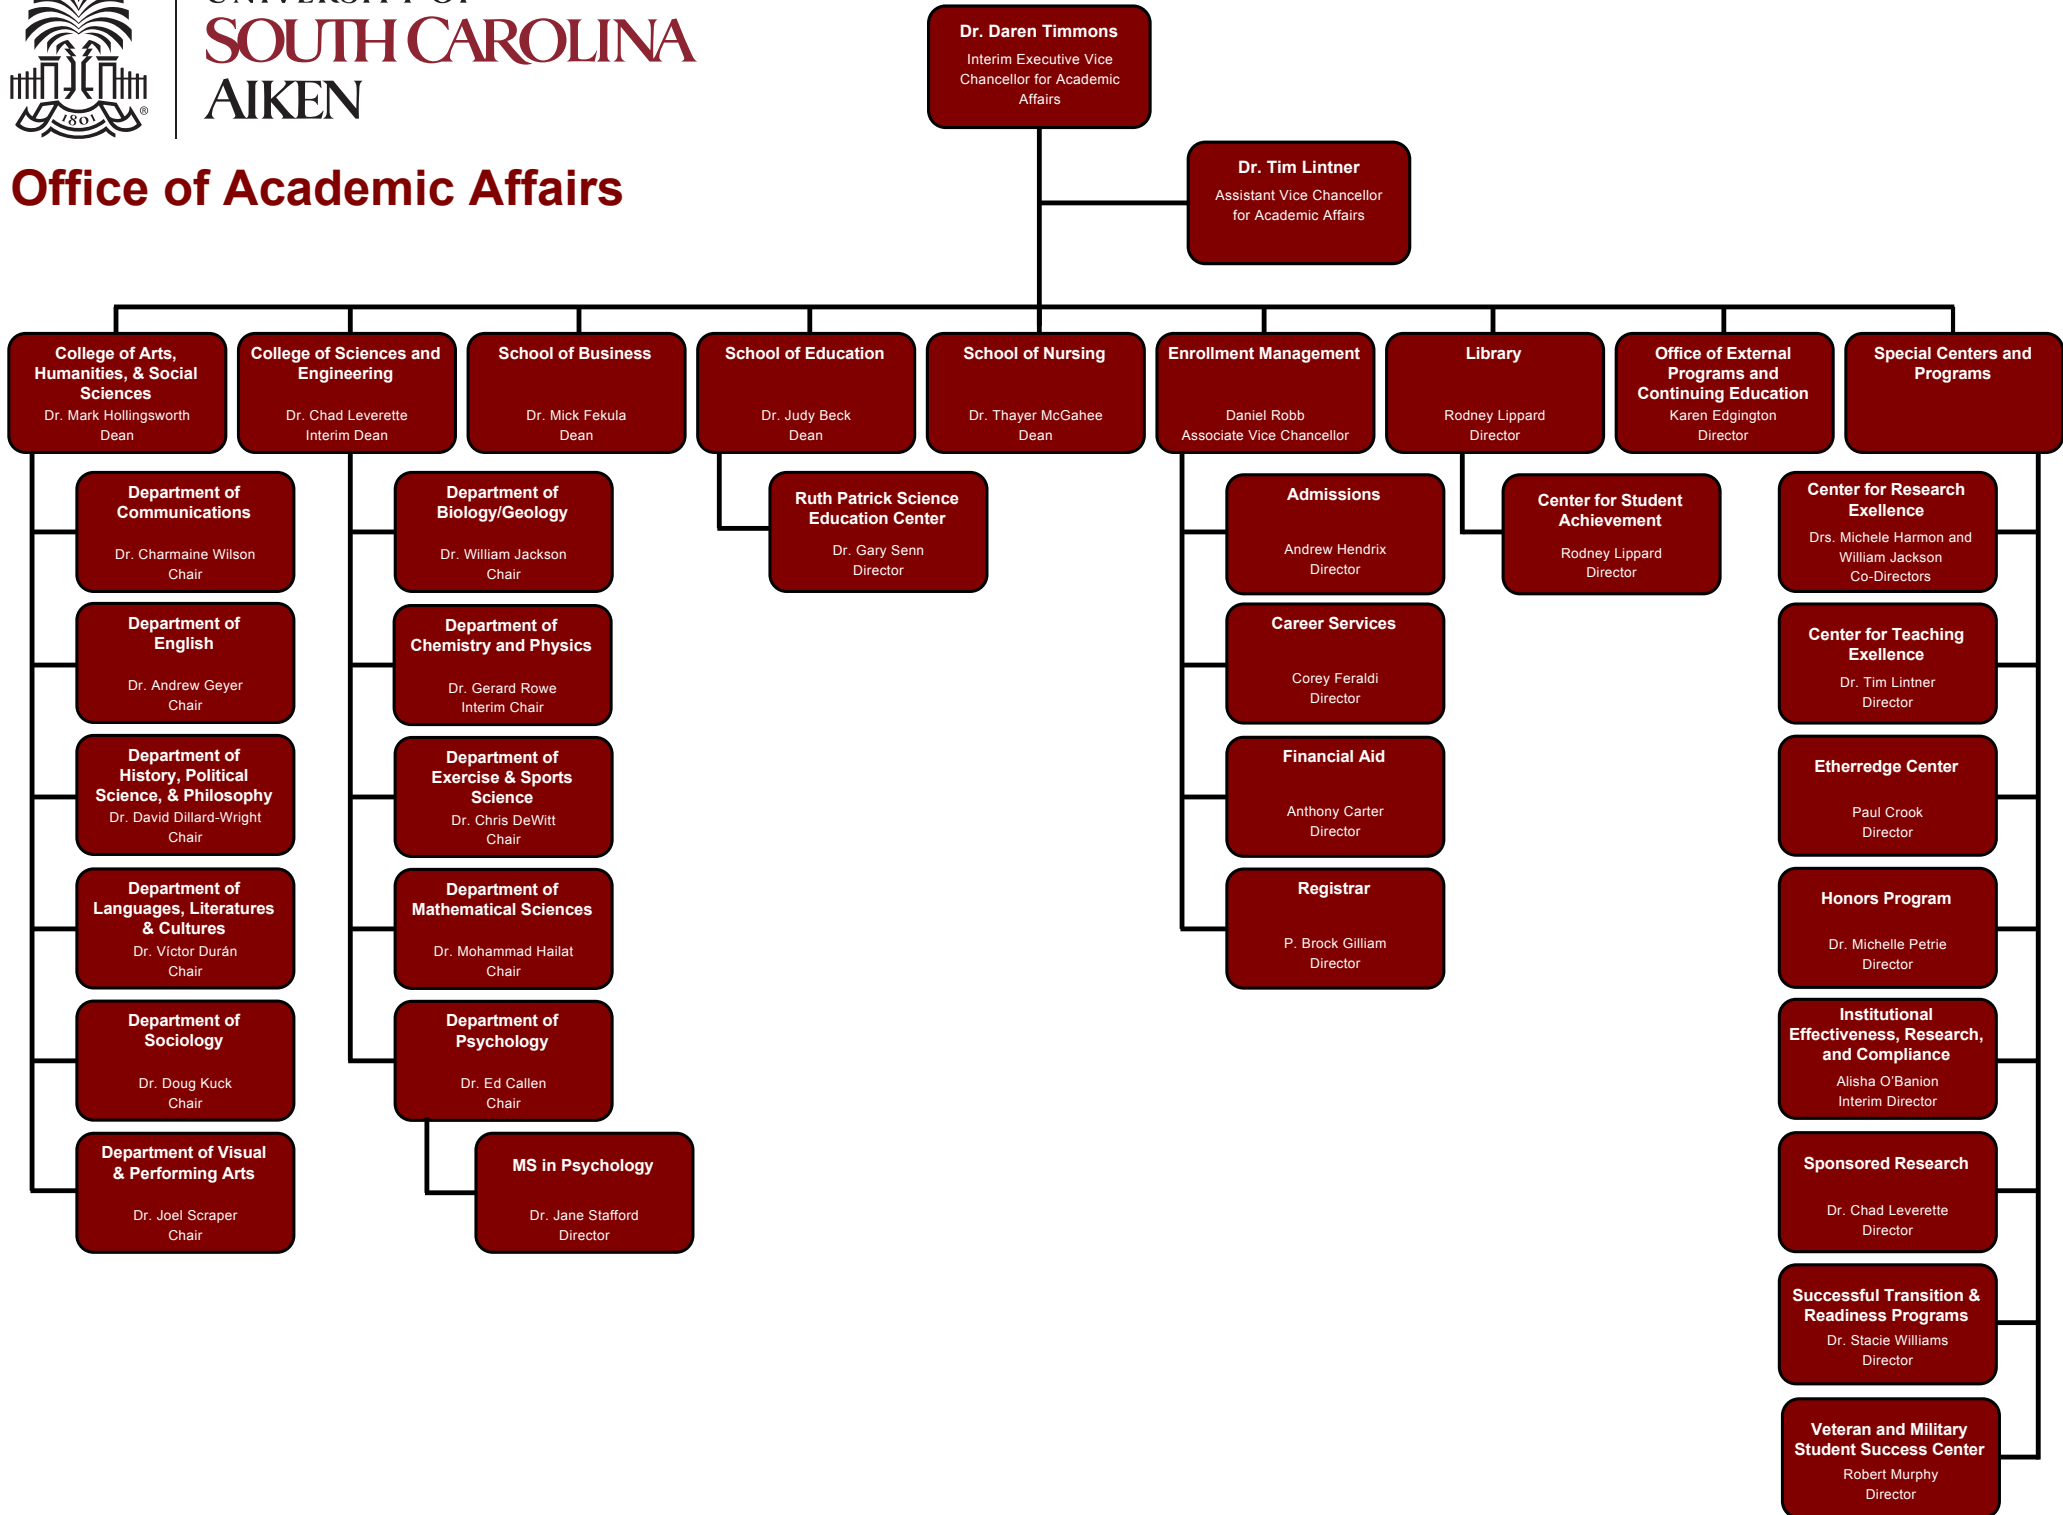 UNIVERSITY OF
SOUTH CAROLINA
AIKEN
1801
®
Office of Academic Affairs
Dr. Daren Timmons
Interim Executive Vice
Chancellor for Academic
Affairs
Dr. Tim Lintner
Assistant Vice Chancellor
for Academic Affairs
College of Arts,
Humanities, & Social
Sciences
Dr. Mark Hollingsworth
Dean
College of Sciences and
Engineering
Dr. Chad Leverette
Interim Dean
School of Business
Dr. Mick Fekula
Dean
School of Education
Dr. Judy Beck
Dean
School of Nursing
Dr. Thayer McGahee
Dean
Enrollment Management
Daniel Robb
Associate Vice Chancellor
Library
Rodney Lippard
Director
Office of External
Programs and
Continuing Education
Karen Edgington
Director
Special Centers and
Programs
Department of
Communications
Dr. Charmaine Wilson
Chair
Department of
English
Dr. Andrew Geyer
Chair
Department of
History, Political
Science, & Philosophy
Dr. David Dillard-Wright
Chair
Department of
Languages, Literatures
& Cultures
Dr. Víctor Durán
Chair
Department of
Sociology
Dr. Doug Kuck
Chair
Department of Visual
& Performing Arts
Dr. Joel Scraper
Chair
Department of
Biology/Geology
Dr. William Jackson
Chair
Department of
Chemistry and Physics
Dr. Gerard Rowe
Interim Chair
Department of
Exercise & Sports
Science
Dr. Chris DeWitt
Chair
Department of
Mathematical Sciences
Dr. Mohammad Hailat
Chair
Department of
Psychology
Dr. Ed Callen
Chair
MS in Psychology
Dr. Jane Stafford
Director
Ruth Patrick Science
Education Center
Dr. Gary Senn
Director
Admissions
Andrew Hendrix
Director
Career Services
Corey Feraldi
Director
Financial Aid
Anthony Carter
Director
Registrar
P. Brock Gilliam
Director
Center for Student
Achievement
Rodney Lippard
Director
Center for Research
Exellence
Drs. Michele Harmon and
William Jackson
Co-Directors
Center for Teaching
Exellence
Dr. Tim Lintner
Director
Etherredge Center
Paul Crook
Director
Honors Program
Dr. Michelle Petrie
Director
Institutional
Effectiveness, Research,
and Compliance
Alisha O'Banion
Interim Director
Sponsored Research
Dr. Chad Leverette
Director
Successful Transition &
Readiness Programs
Dr. Stacie Williams
Director
Veteran and Military
Student Success Center
Robert Murphy
Director